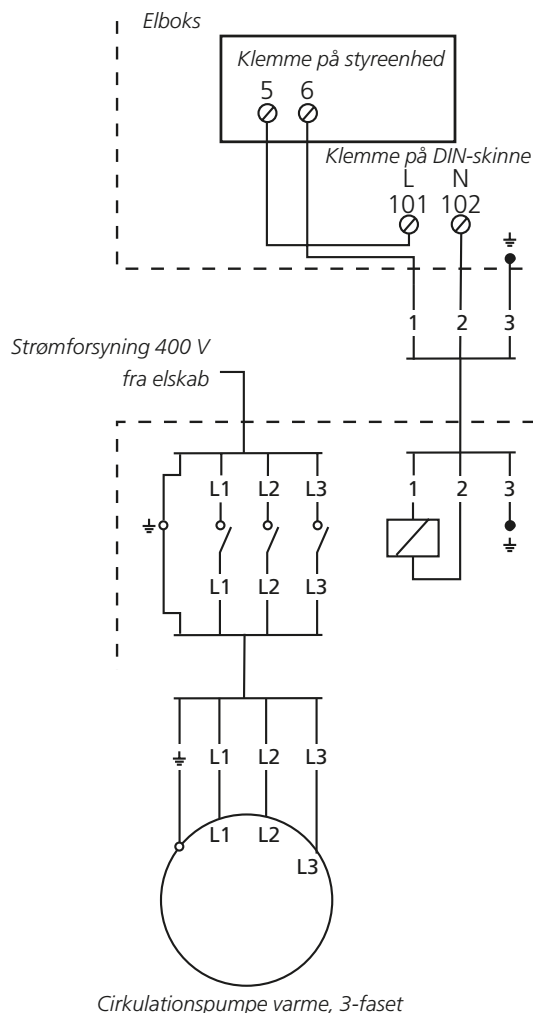 Elboks
Klemme på styreenhed
5 6
Klemme på DIN-skinne
L N
101 102
1 2 3
Strømforsyning 400 V
fra elskab
L1 L2 L3 1 2 3
L1 L2 L3
L1 L2 L3
L1 L2
L3
Cirkulationspumpe varme, 3-faset